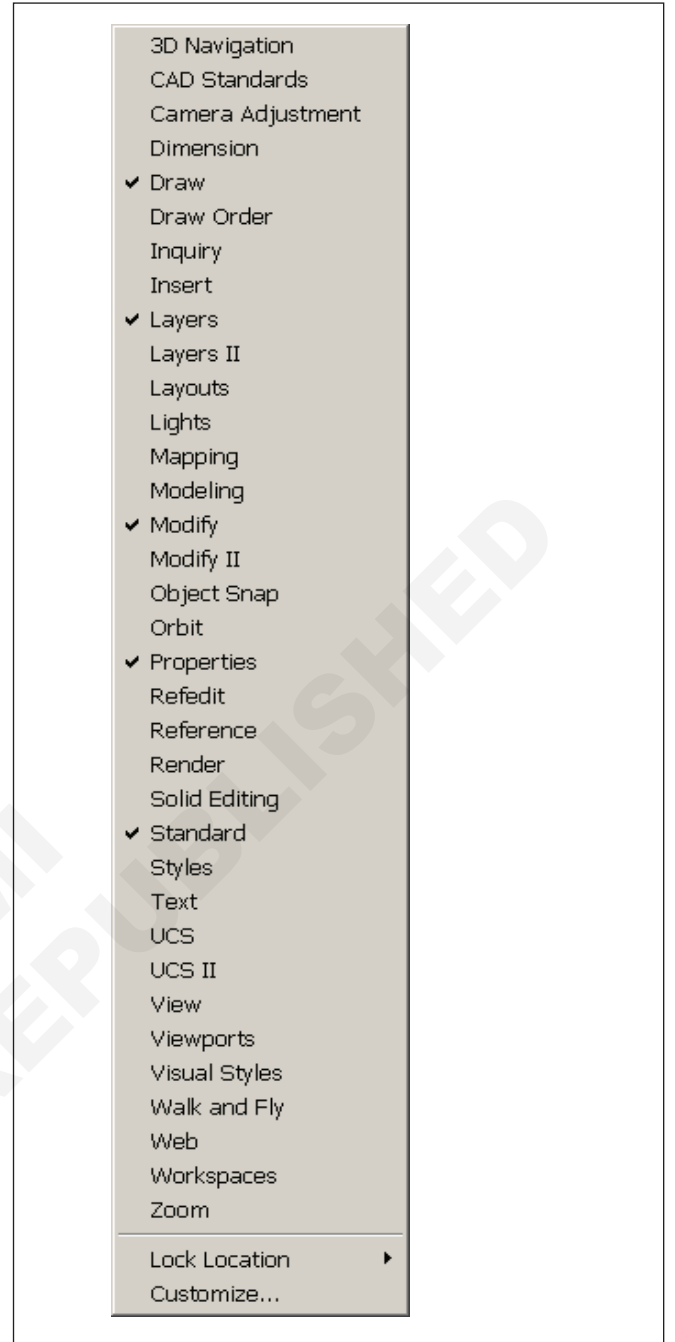 3D Navigation
CAD Standards
Camera Adjustment
Dimension
Draw
Draw Order
Inquiry
Insert
Layers
Layers II
Layouts
Lights
Mapping
Modeling
Modify
Modify II
Object Snap
Orbit
Properties
Refedit
Reference
Render
Solid Editing
Standard
Styles
Text
UCS
UCS II
View
Viewports
Visual Styles
Walk and Fly
Web
Workspaces
Zoom
Lock Location
Customize...